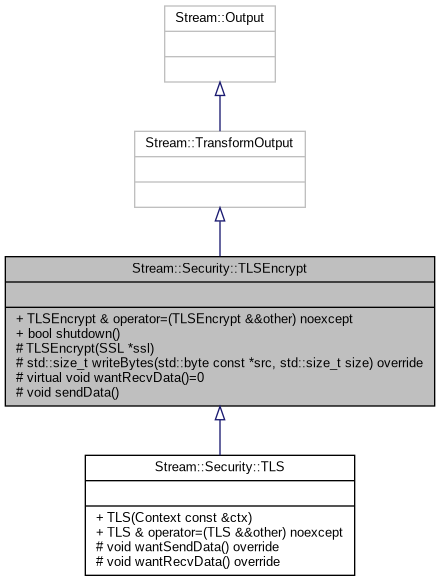 Stream::Output
Stream::TransformOutput
Stream::Security::TLSEncrypt
+ TLSEncrypt & operator=(TLSEncrypt &&other) noexcept
+ bool shutdown()
# TLSEncrypt(SSL *ssl)
# std::size_t writeBytes(std::byte const *src, std::size_t size) override
# virtual void wantRecvData()=0
# void sendData()
Stream::Security::TLS
+ TLS(Context const &ctx)
+ TLS & operator=(TLS &&other) noexcept
# void wantSendData() override
# void wantRecvData() override